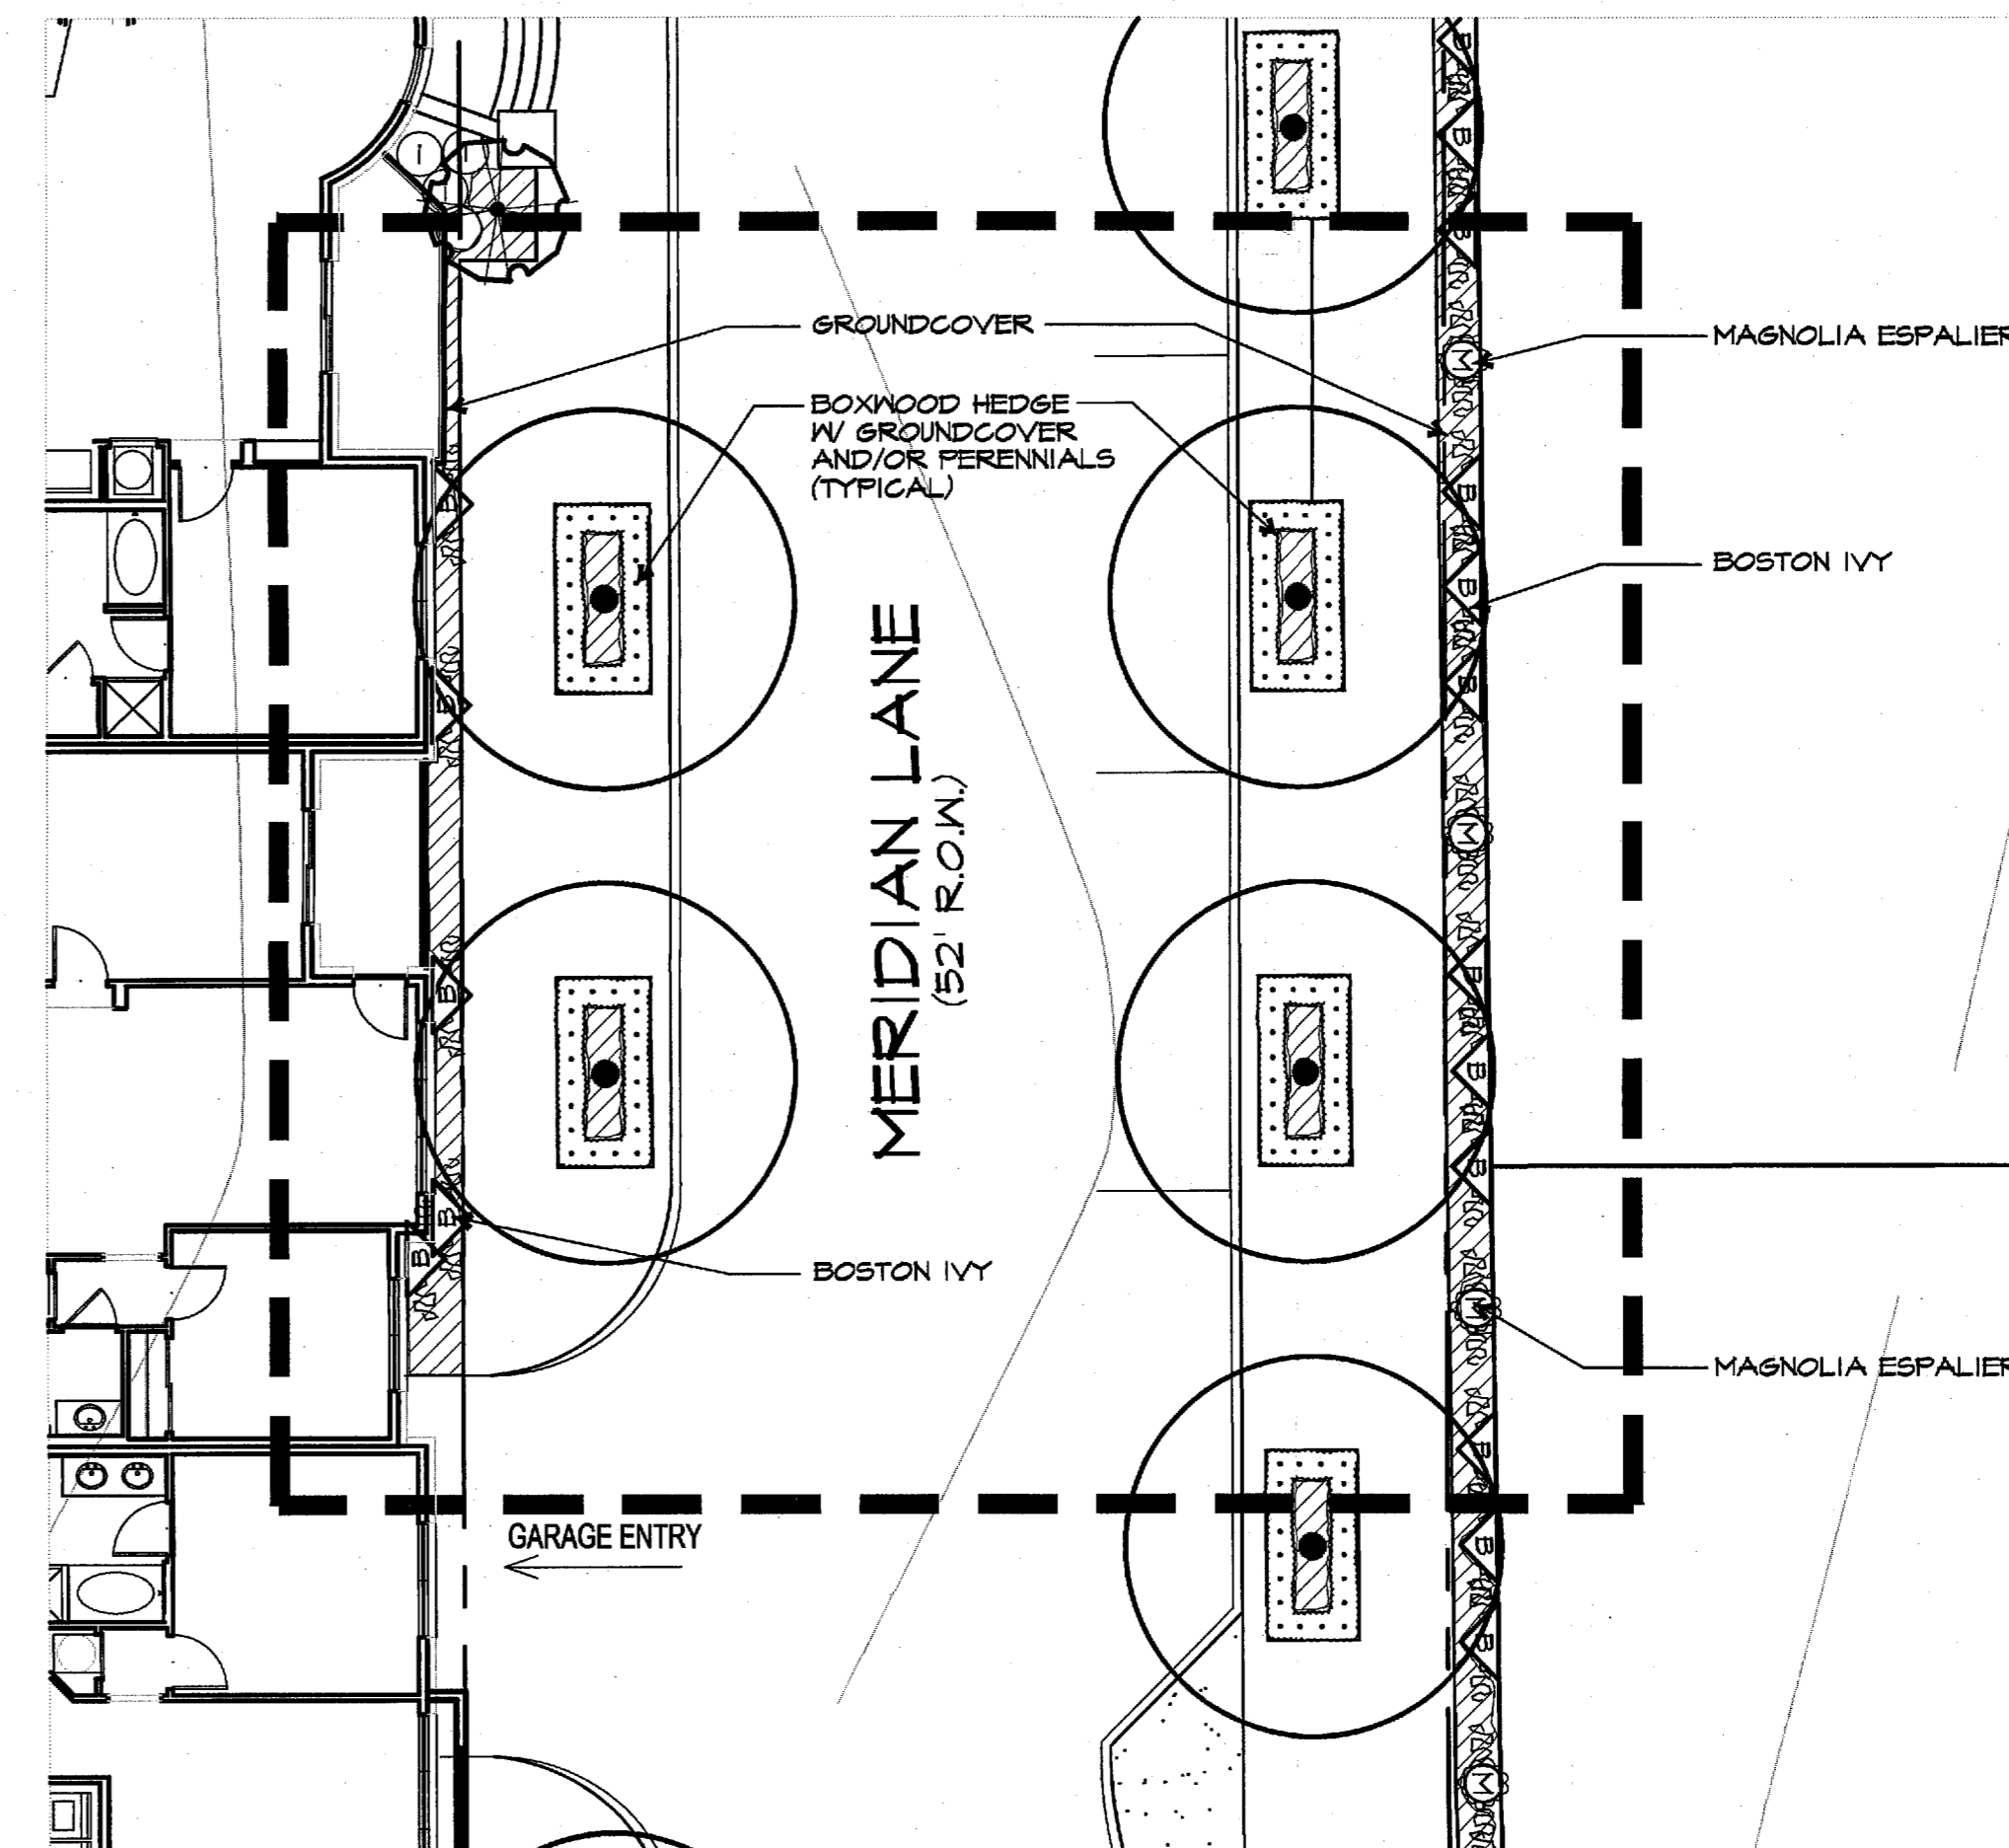 GROUNDCOVER
MAGNOLIA ESPALIER
BOXWOOD HEDGE
W/ GROUNDCOVER
AND/OR PERENNIALS
(TYPICAL)
BOSTON IVY
MERIDIAN LANE
(52' R.O.W.)
BOSTON IVY
MAGNOLIA ESPALIER
GARAGE ENTRY
i
B
B
B
M
B
B
B
M
B
B
B
M
B
B
B
M
B
B
B
B
B